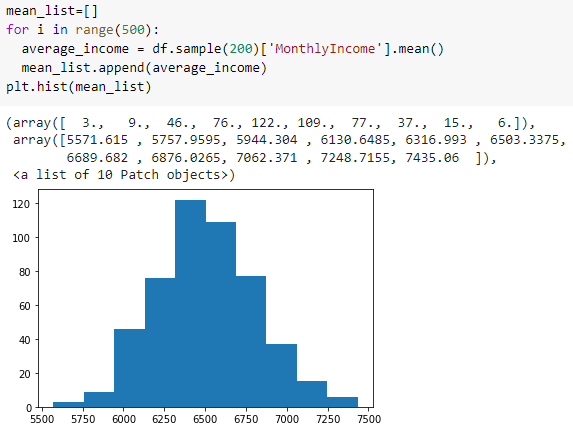 mean_list=[]
for i in range(500):
  average_income = df.sample(200)['MonthlyIncome'].mean()
  mean_list.append(average_income)
plt.hist(mean_list)
(array([  3.,   9.,  46.,  76., 122., 109.,  77.,  37.,  15.,   6.]),
 array([5571.615 , 5757.9595, 5944.304 , 6130.6485, 6316.993 , 6503.3375,
        6689.682 , 6876.0265, 7062.371 , 7248.7155, 7435.06  ]),
 <a list of 10 Patch objects>)
120
100
80
60
40
20
0
5500 5750 6000 6250 6500 6750 7000 7250 7500